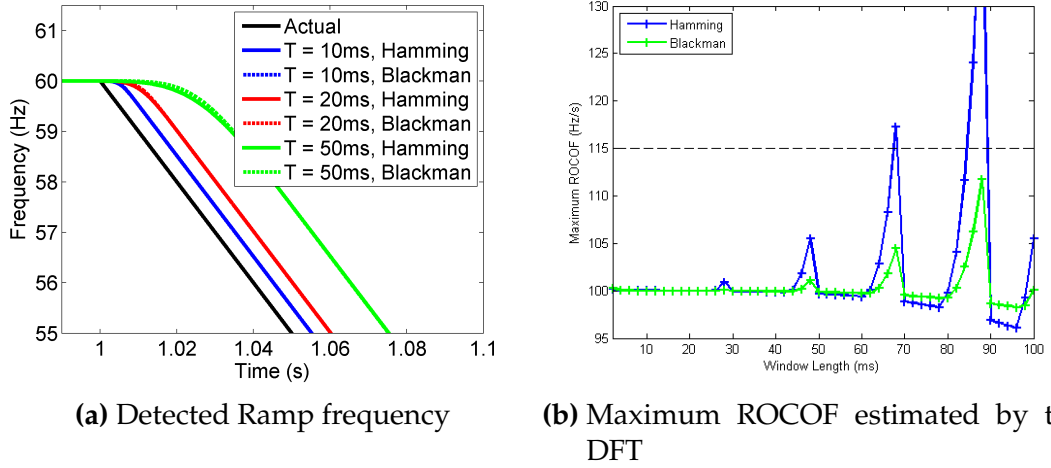 Frequency (Hz)
61
60
59
58
57
56
55
1
1.02
1.04
1.06
1.08
1.1
Time (s)
Actual
T = 10ms, Hamming
T = 10ms, Blackman
T = 20ms, Hamming
T = 20ms, Blackman
T = 50ms, Hamming
T = 50ms, Blackman
(a) Detected Ramp frequency
Maximum ROCOF (Hz/s)
130
125
120
115
110
105
100
95
10
20
30
40
50
60
70
80
90
100
Window Length (ms)
Hamming
Blackman
(b) Maximum ROCOF estimated by t
DFT